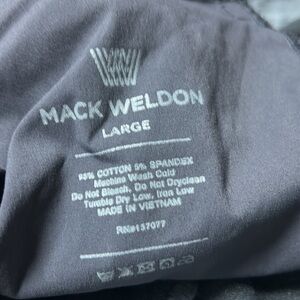 MACK WELDON
LARGE
95% COTTON 5% SPANDEX
Machine Wash Cold
Do Not Bleach, Do Not Dryclean
Tumble Dry Low, Iron Low
MADE IN VIETNAM
RN#137077